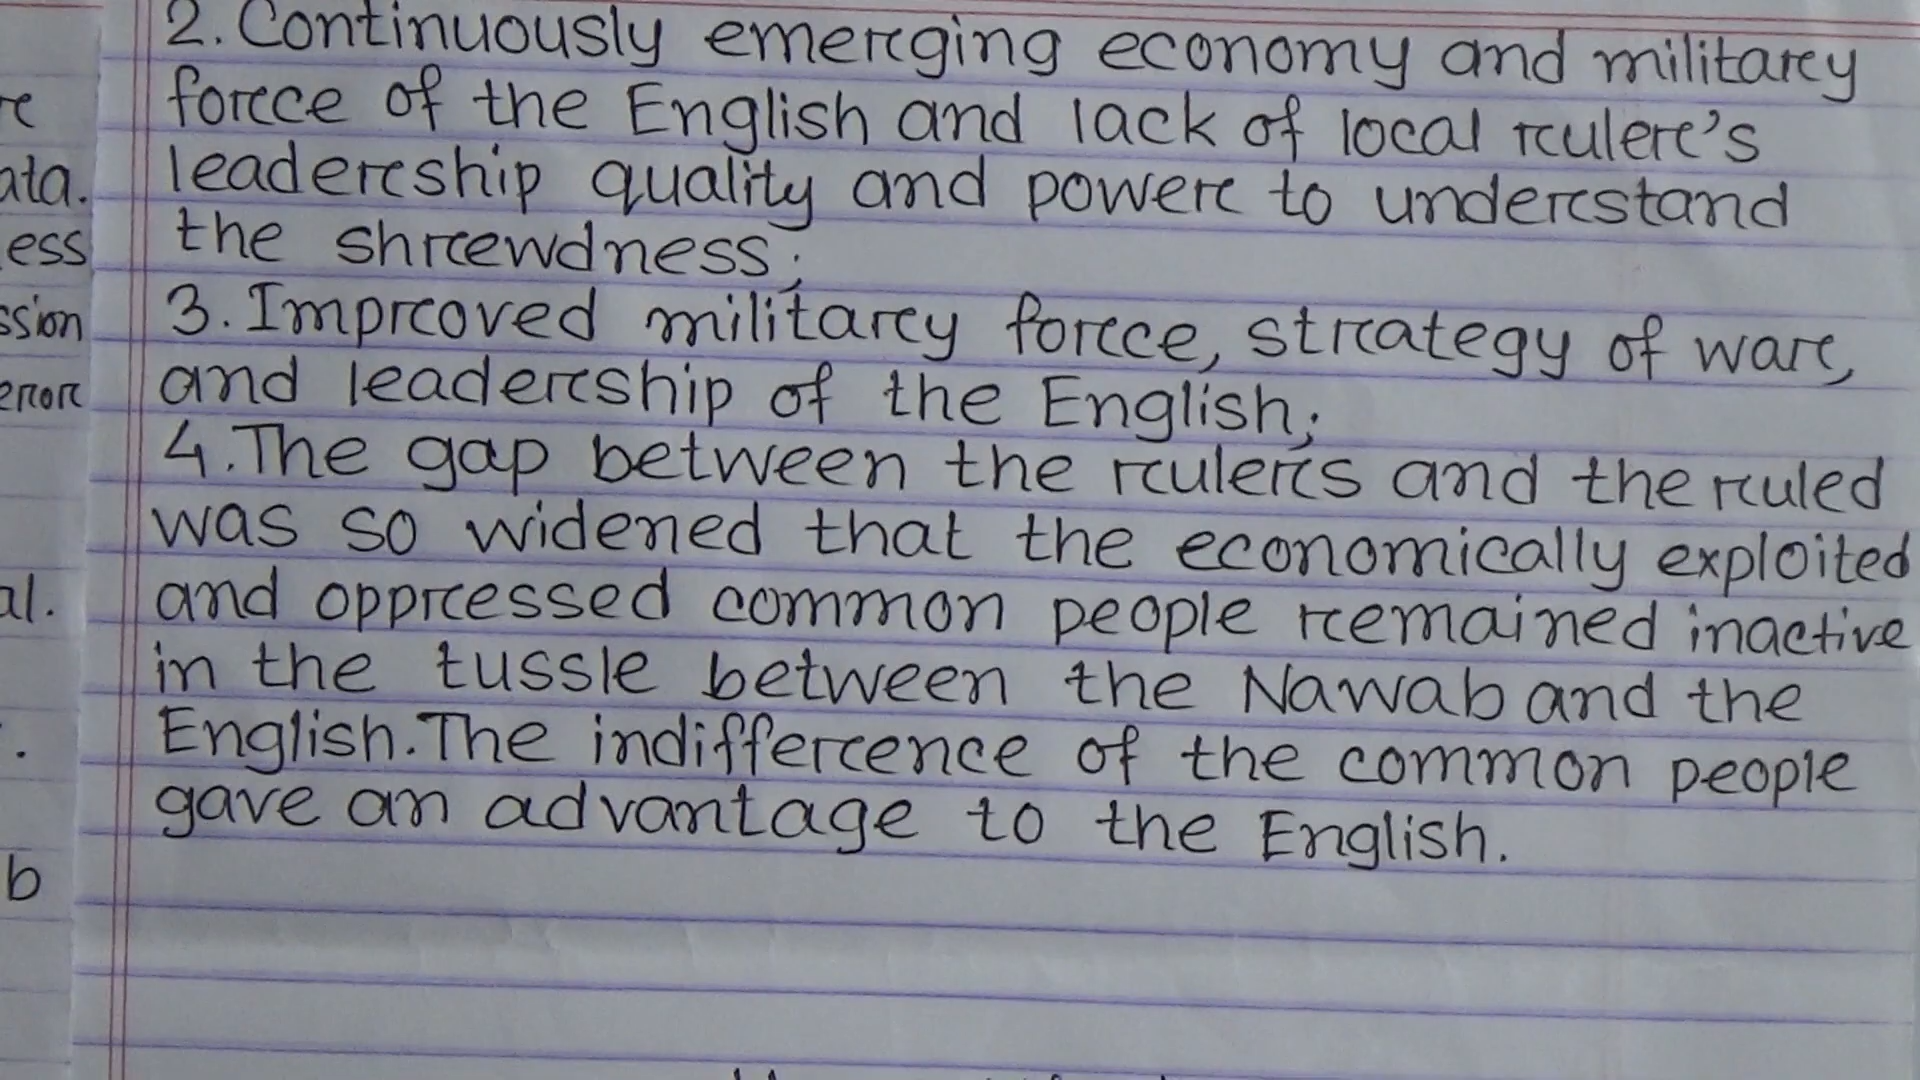 2. Continuously emerging economy and military
force of the English and lack of local ruler's
leadership quality and power to understand
the shrewdness;
3. Improved military force, strategy of war,
and leadership of the English;
4. The gap between the rulers and the ruled
was so widened that the economically exploited
and oppressed common people remained inactive
in the tussle between the Nawab and the
English. The indifference of the common people
gave an advantage to the English.